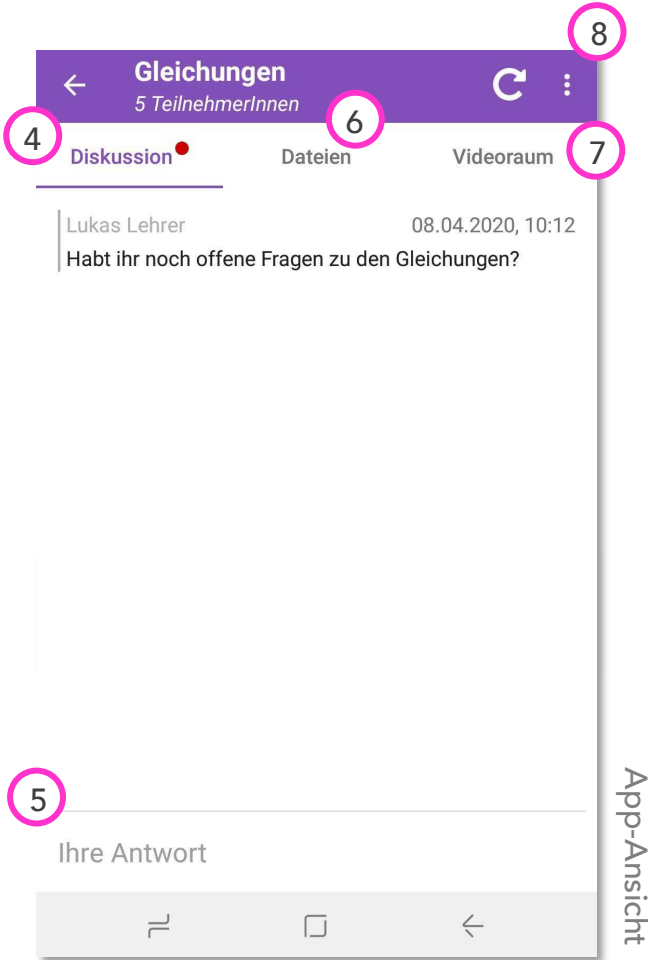 8
Gleichungen
5 TeilnehmerInnen
6
4
7
Diskussion Dateien Videoraum
Lukas Lehrer 08.04.2020, 10:12
Habt ihr noch offene Fragen zu den Gleichungen?
5
Ihre Antwort
App-Ansicht